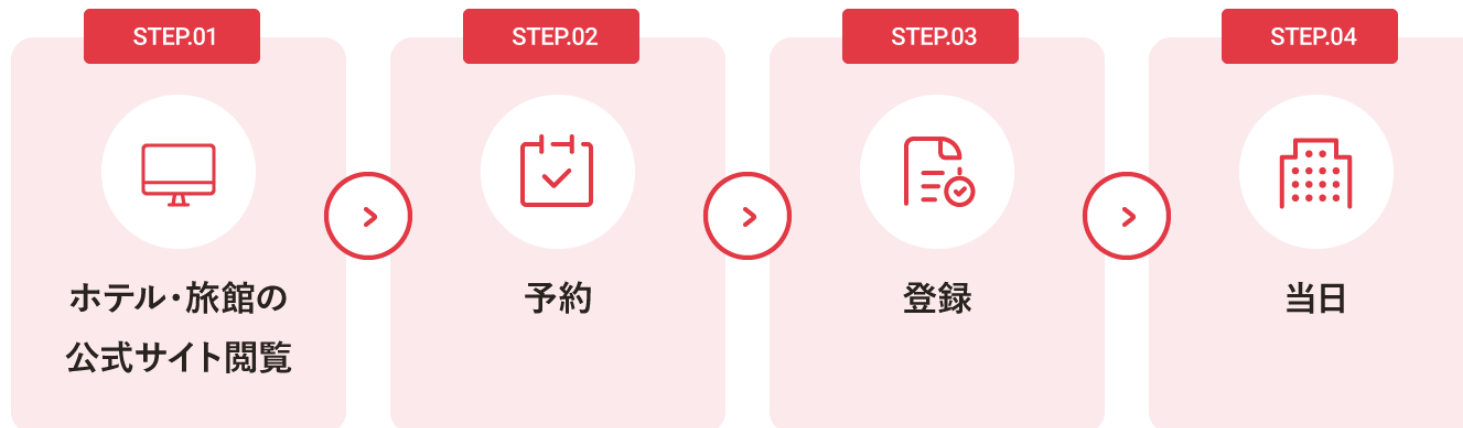 STEP.01
ホテル・旅館の
公式サイト閲覧
STEP.02
予約
STEP.03
登録
STEP.04
当日